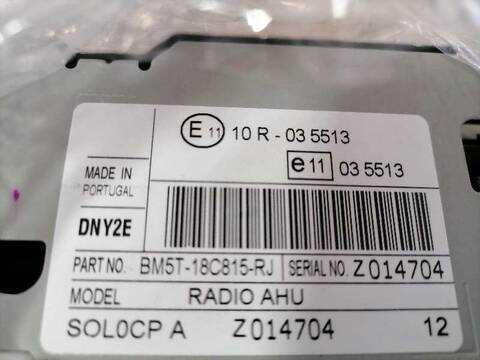 E 11 10 R - 03 5513
e 11 03 5513
MADE IN
PORTUGAL
DNY2E
PART NO. BM5T-18C815-RJ SERIAL NO. Z014704
MODEL RADIO AHU
SOL0CP A Z014704 12